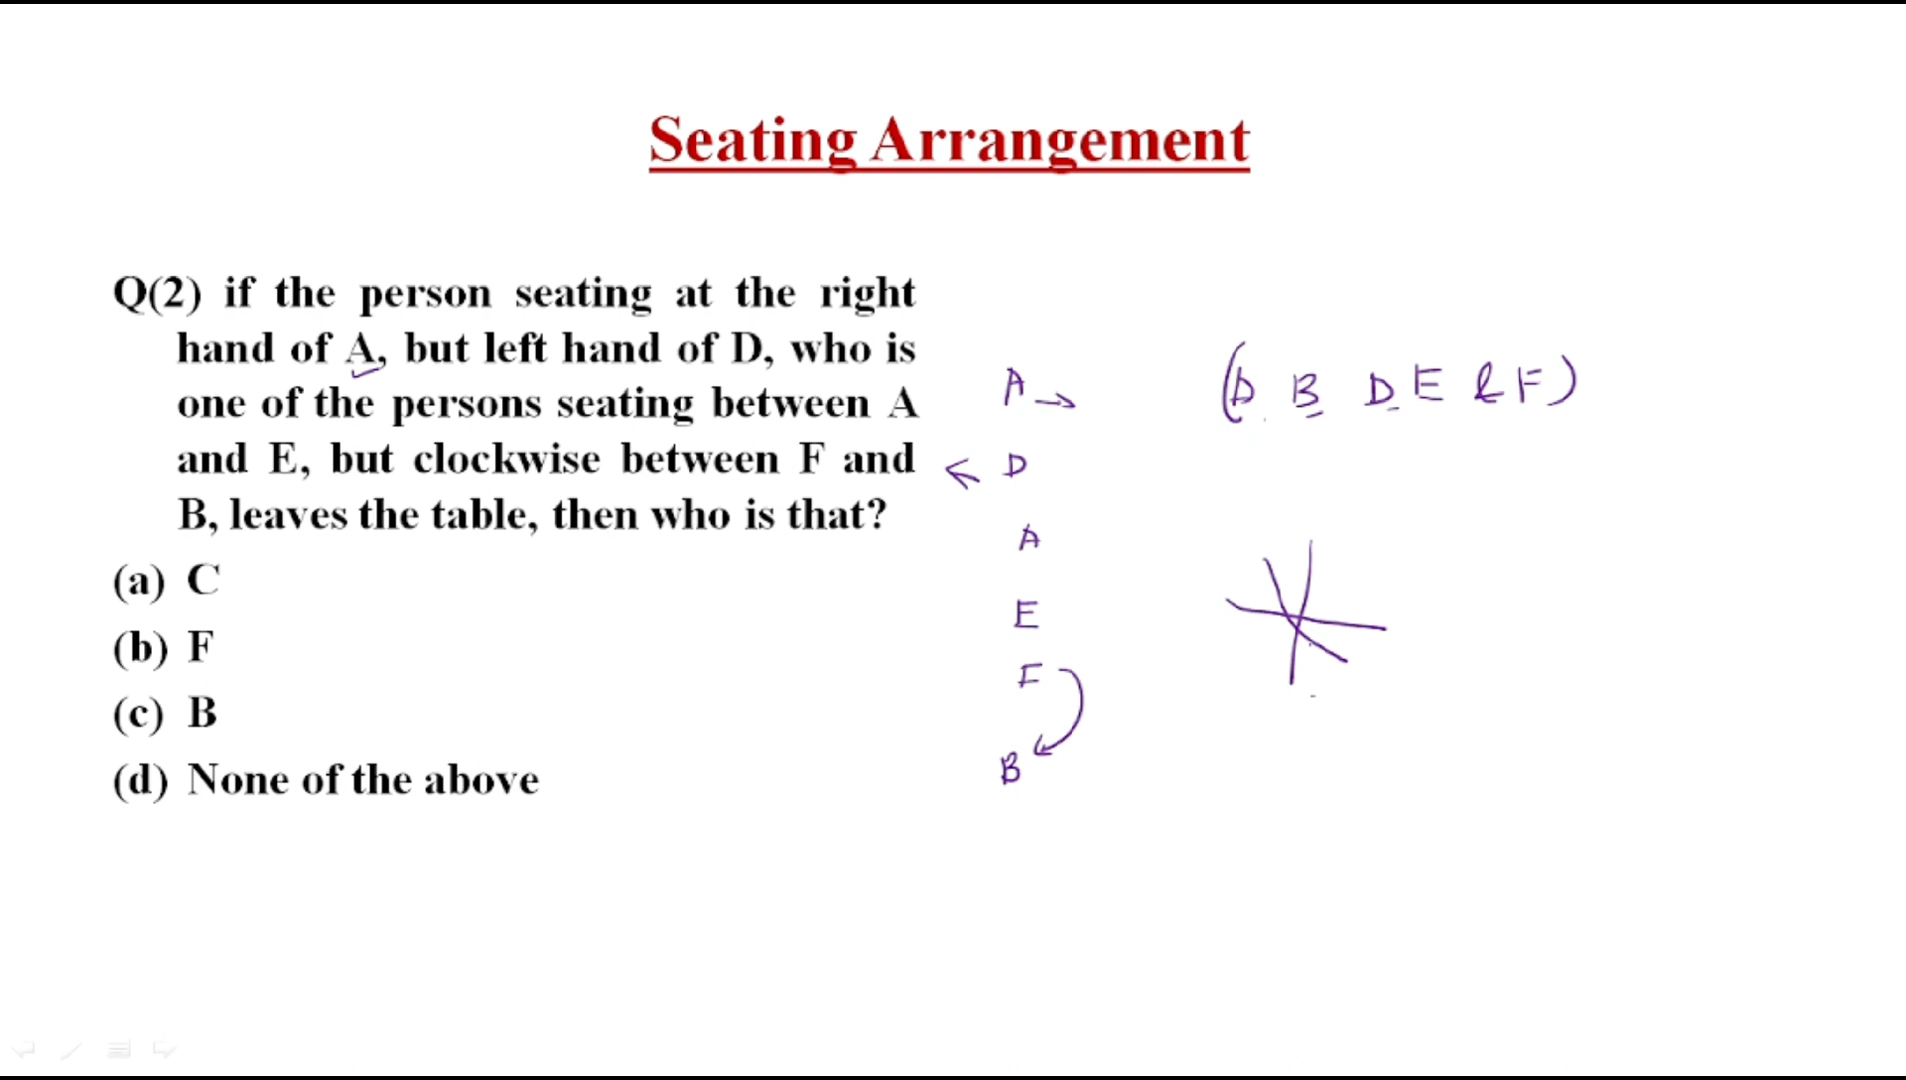 Seating Arrangement
Q(2) if the person seating at the right
hand of A, but left hand of D, who is
one of the persons seating between A
and E, but clockwise between F and
B, leaves the table, then who is that?
(a) C
(b) F
(c) B
(d) None of the above
A →
← D
A
E
F
B
(D B D E & F)